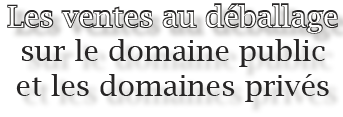 Les ventes au déballage
sur le domaine public
et les domaines privés